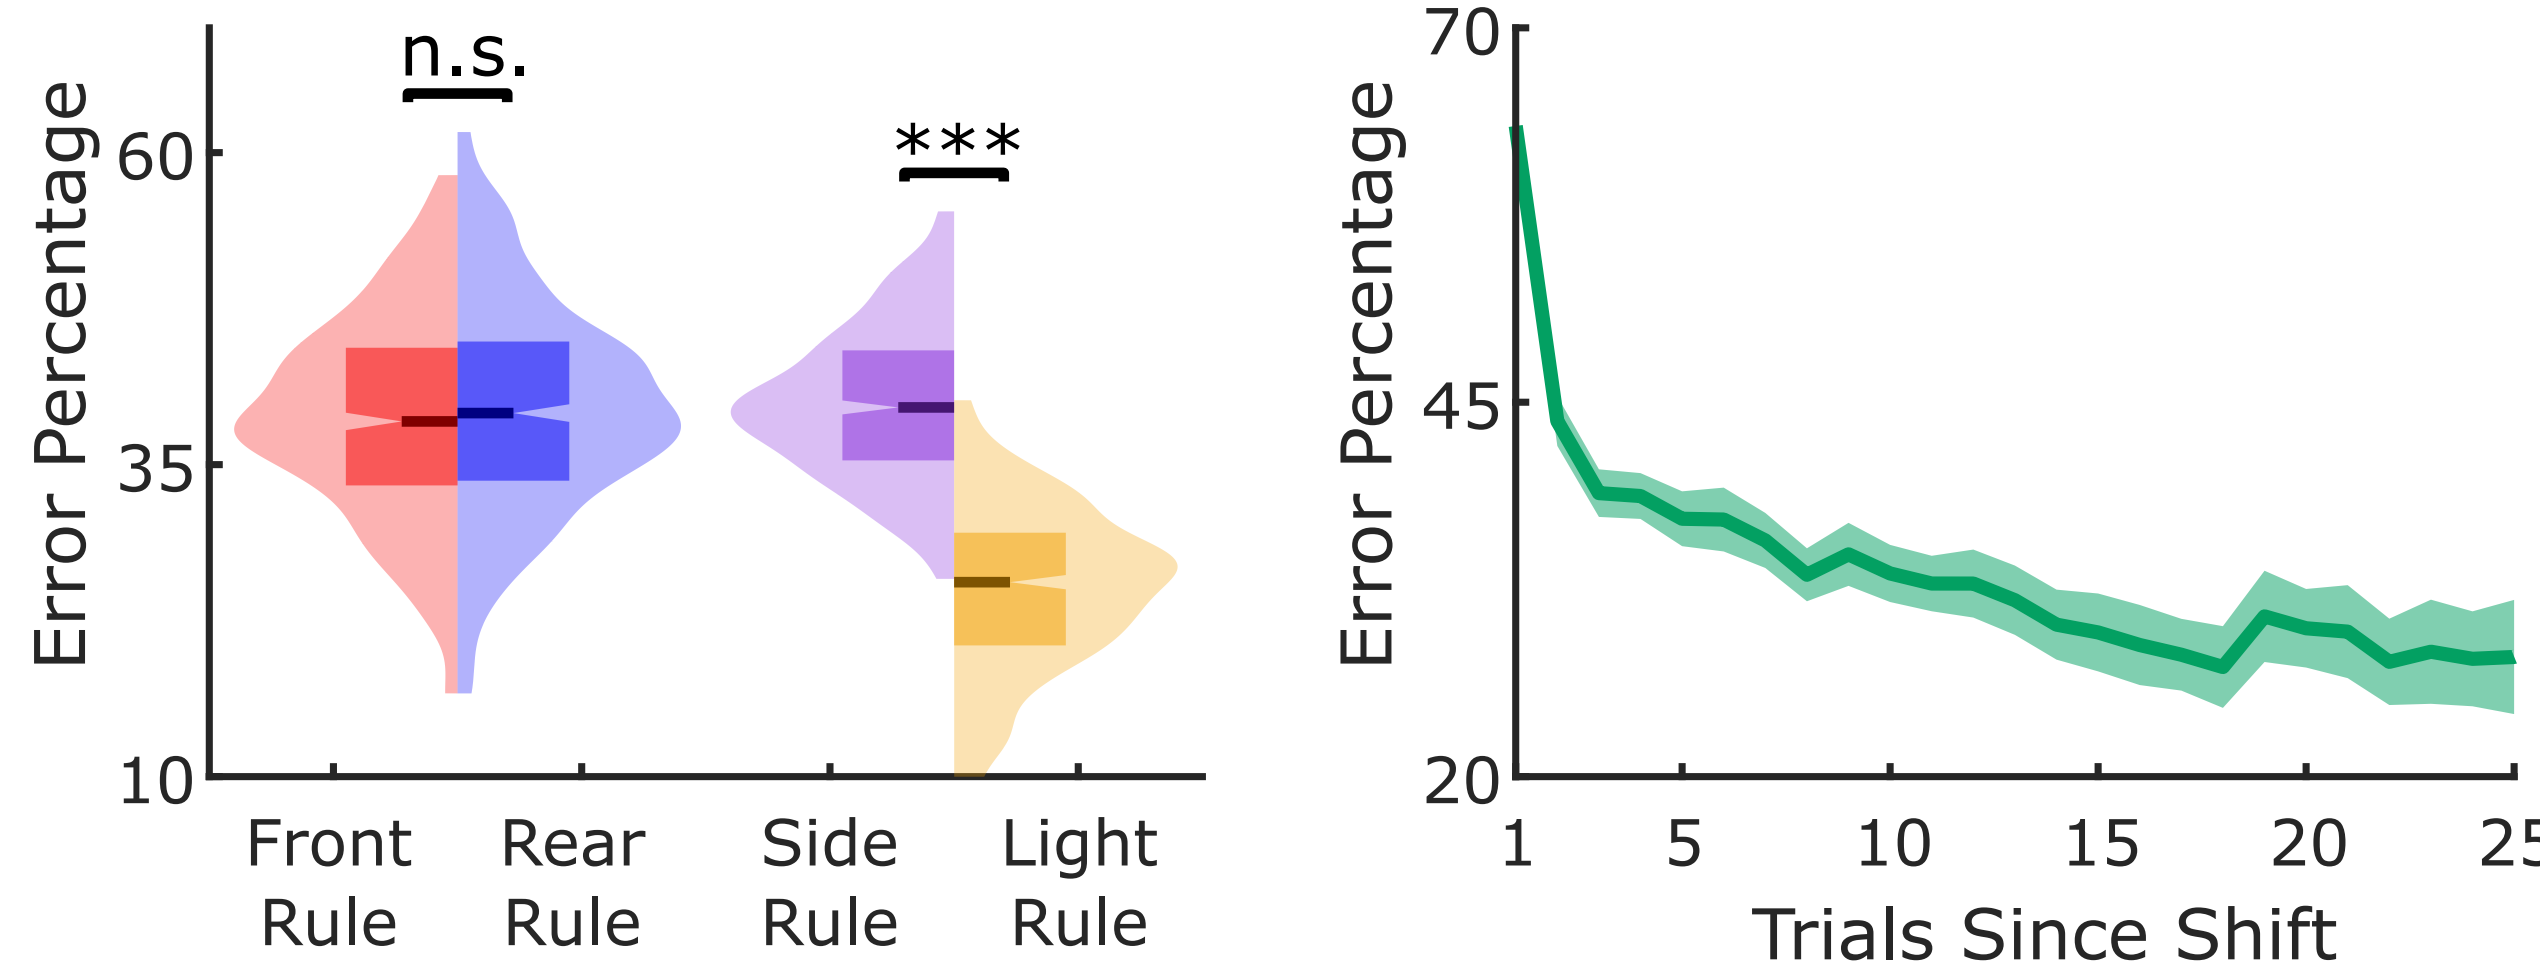 Error Percentage
60
35
10
n.s.
***
Front Rule
Rear Rule
Side Rule
Light Rule
Error Percentage
70
45
20
1 5 10 15 20 25
Trials Since Shift